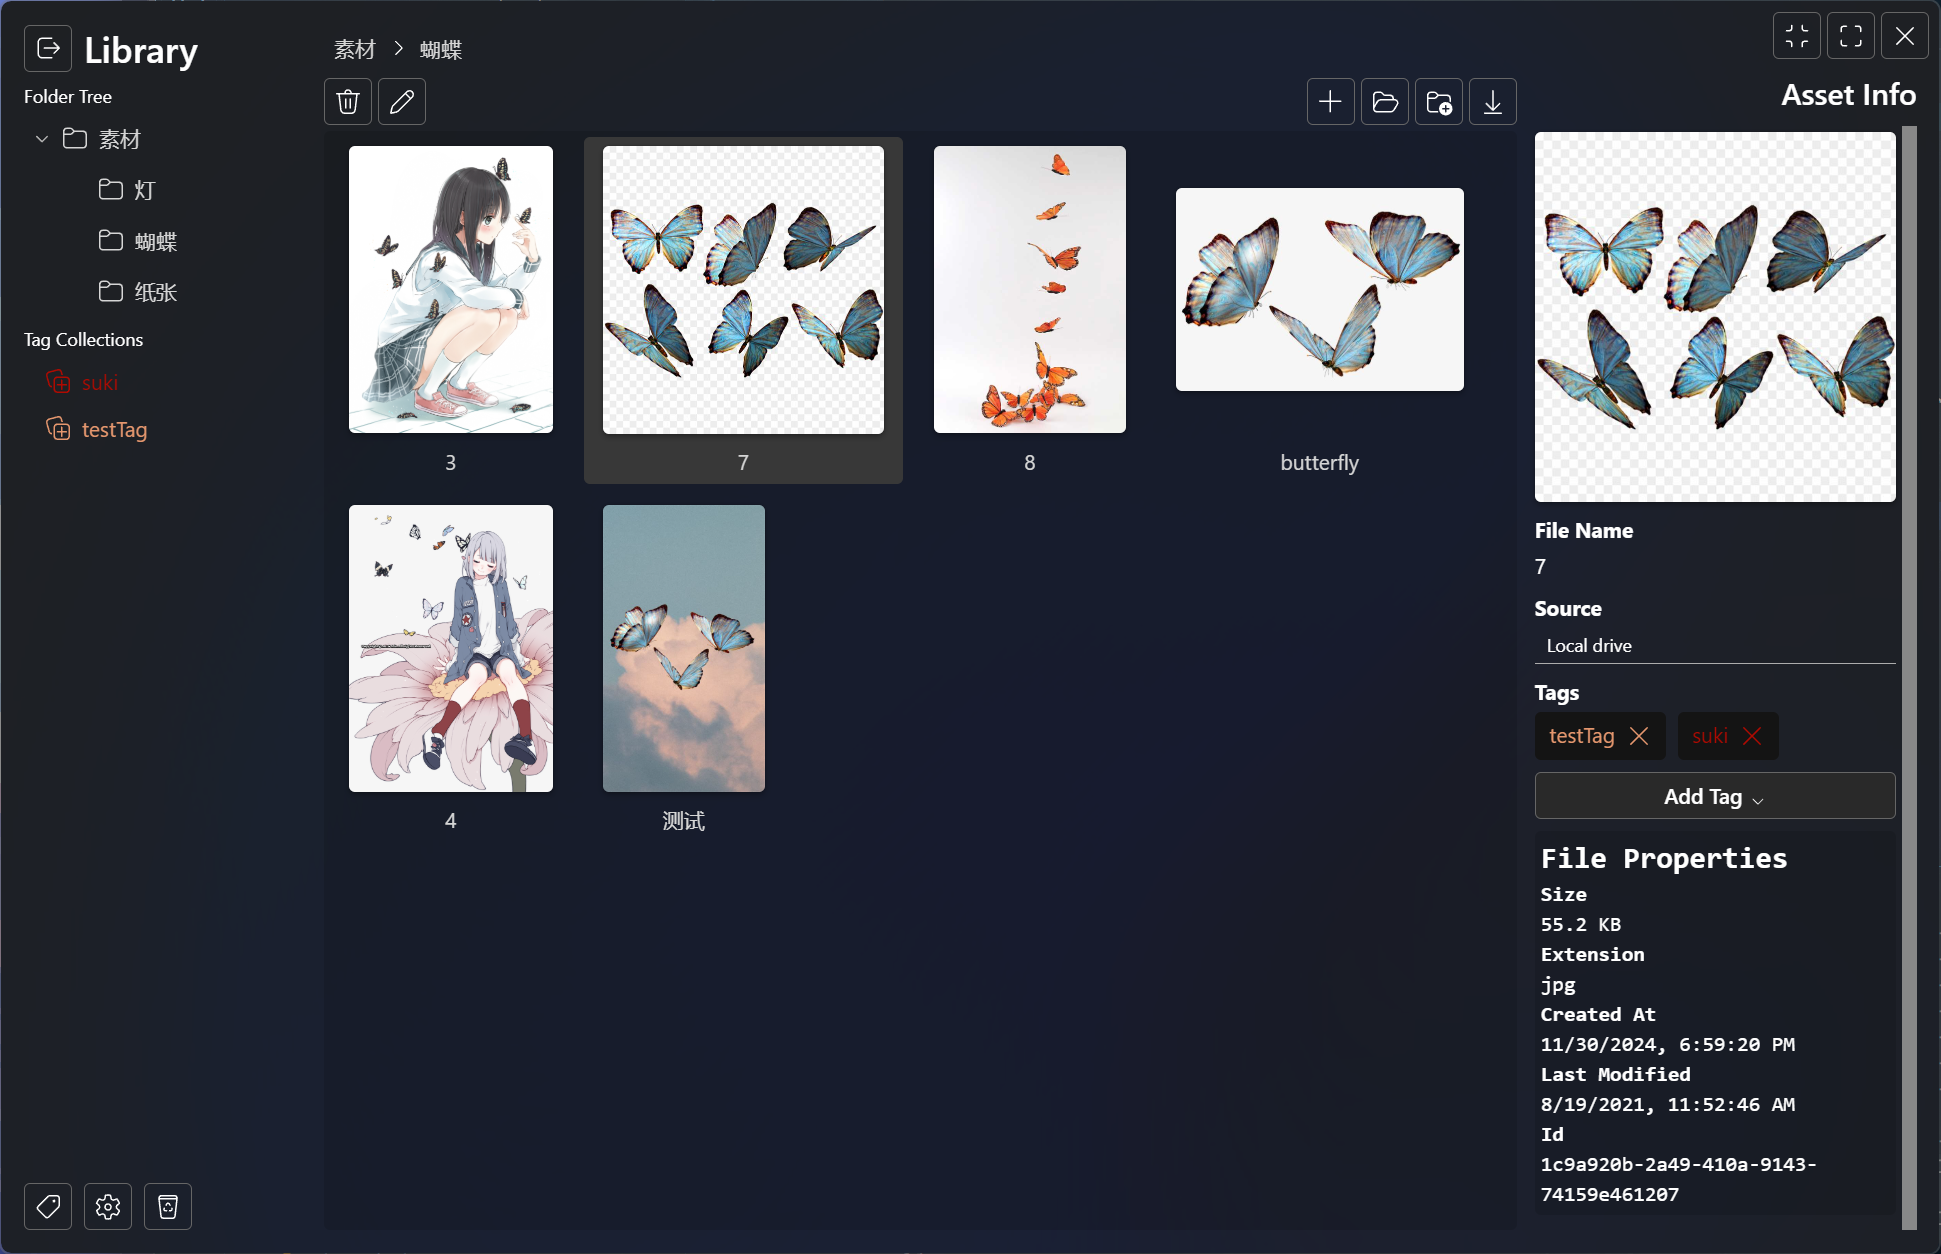 Library
Folder Tree
素材
灯
蝴蝶
纸张
Tag Collections
suki
testTag
素材 > 蝴蝶
3
7
8
butterfly
4
测试
Asset Info
File Name
7
Source
Local drive
Tags
testTag
suki
Add Tag
File Properties
Size
55.2 KB
Extension
jpg
Created At
11/30/2024, 6:59:20 PM
Last Modified
8/19/2021, 11:52:46 AM
Id
1c9a920b-2a49-410a-9143-
74159e461207